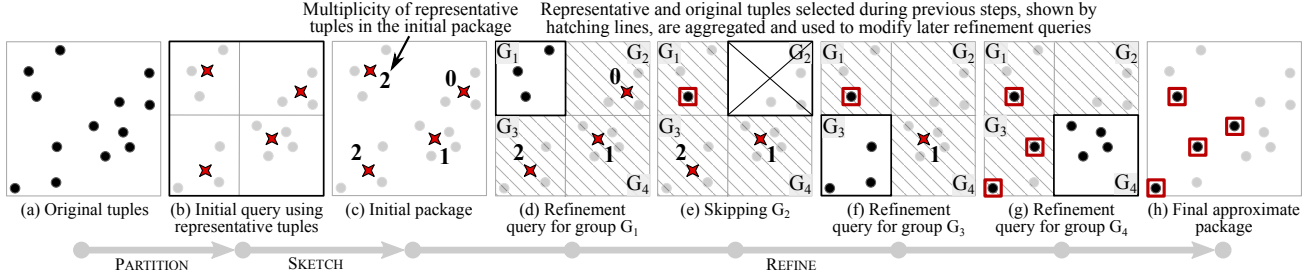 Multiplicity of representative
tuples in the initial package
Representative and original tuples selected during previous steps, shown by
hatching lines, are aggregated and used to modify later refinement queries
2
0
1
2
G1
G2
0
G3
2
1
G4
G1
G2
G3
2
1
G4
G1
G2
G3
1
G4
G1
G2
G3
G4
(a) Original tuples
(b) Initial query using
representative tuples
(c) Initial package
(d) Refinement
query for group G1
(e) Skipping G2
(f) Refinement
query for group G3
(g) Refinement
query for group G4
(h) Final approximate
package
PARTITION
SKETCH
REFINE